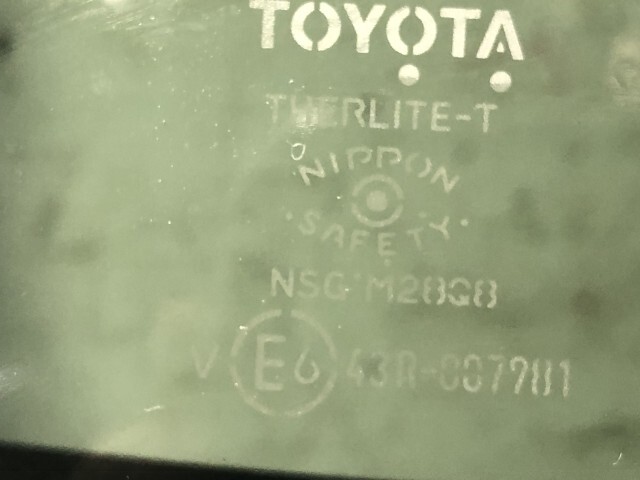 TOYOTA
THERLITE-T
NIPPON
SAFETY
NSG M28Q8
V E6 43R-007981